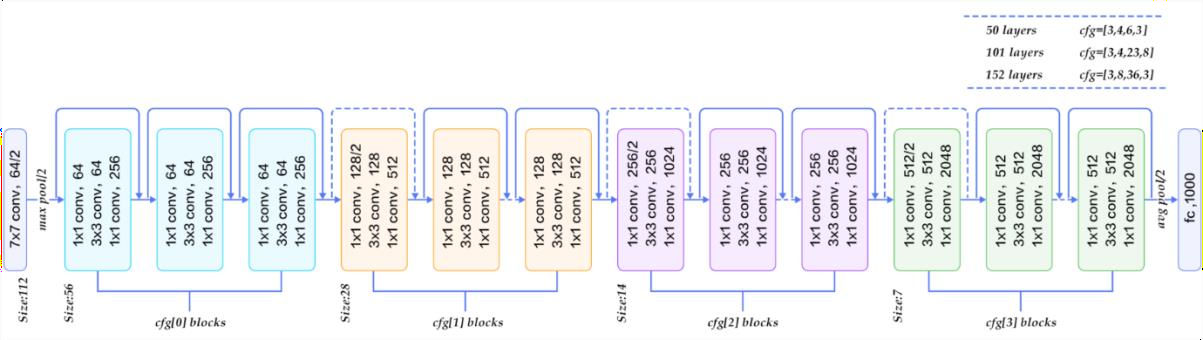 50 layers cfg=[3,4,6,3]
101 layers cfg=[3,4,23,8]
152 layers cfg=[3,8,36,3]
7x7 conv, 64/2
max pool/2
1x1 conv, 64
3x3 conv, 64
1x1 conv, 256
1x1 conv, 64
3x3 conv, 64
1x1 conv, 256
1x1 conv, 64
3x3 conv, 64
1x1 conv, 256
1x1 conv, 128/2
3x3 conv, 128
1x1 conv, 512
1x1 conv, 128
3x3 conv, 128
1x1 conv, 512
1x1 conv, 128
3x3 conv, 128
1x1 conv, 512
1x1 conv, 256/2
3x3 conv, 256
1x1 conv, 1024
1x1 conv, 256
3x3 conv, 256
1x1 conv, 1024
1x1 conv, 256
3x3 conv, 256
1x1 conv, 1024
1x1 conv, 512/2
3x3 conv, 512
1x1 conv, 2048
1x1 conv, 512
3x3 conv, 512
1x1 conv, 2048
1x1 conv, 512
3x3 conv, 512
1x1 conv, 2048
avg pool/2
fc ,1000
Size:112
Size:56
Size:28
Size:14
Size:7
cfg[0] blocks
cfg[1] blocks
cfg[2] blocks
cfg[3] blocks